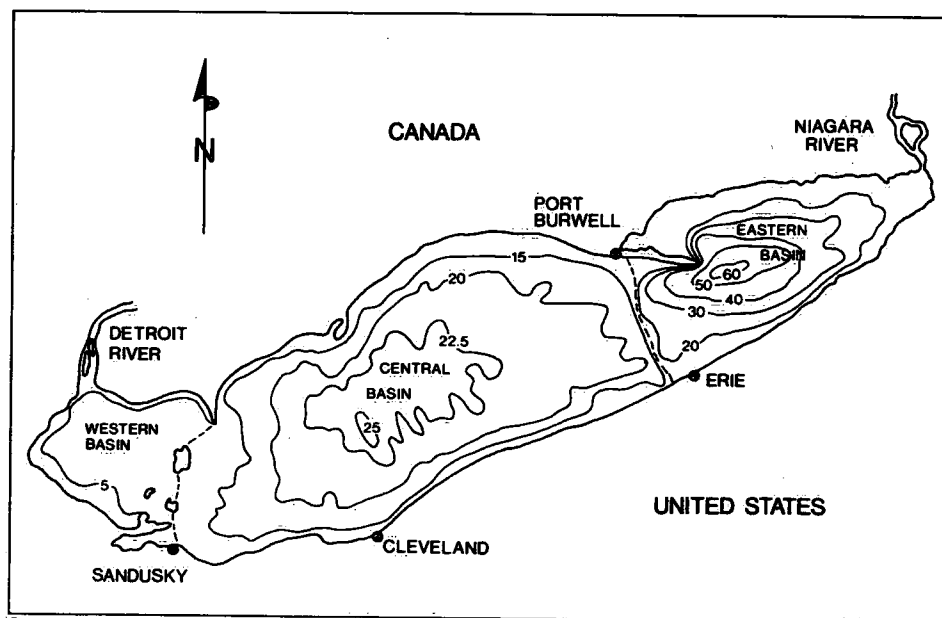 CANADA
NIAGARA
RIVER
N
PORT
BURWELL
EASTERN
BASIN
15
60
50
20
40
30
DETROIT
RIVER
22.5
20
CENTRAL
BASIN
ERIE
25
WESTERN
BASIN
5
UNITED STATES
CLEVELAND
SANDUSKY